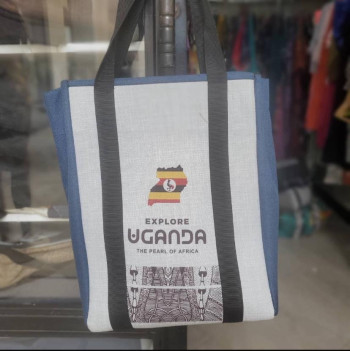 EXPLORE
UGANDA
THE PEARL OF AFRICA